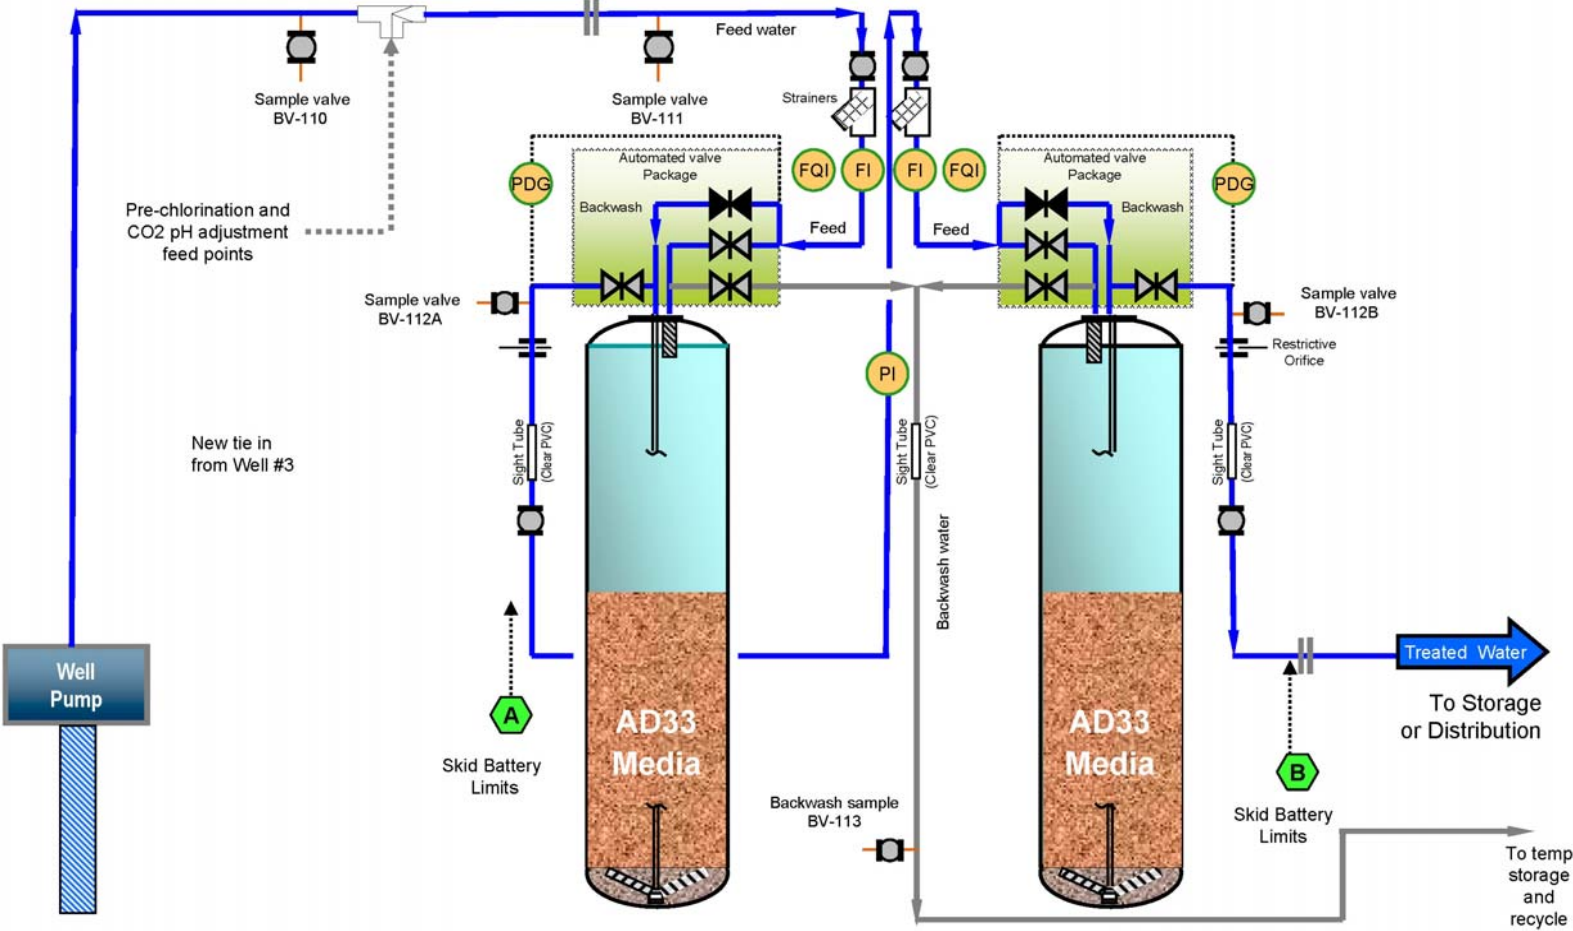 Feed water
Sample valve
BV-110
Sample valve
BV-111
Strainers
Pre-chlorination and
CO2 pH adjustment
feed points
PDG
Automated valve
Package
Backwash
FQI
FI
FI
FQI
Feed
Feed
Automated valve
Package
Backwash
PDG
Sample valve
BV-112A
Sample valve
BV-112B
Restrictive
Orifice
PI
New tie in
from Well #3
Sight Tube
(Clear PVC)
Sight Tube
(Clear PVC)
Sight Tube
(Clear PVC)
Backwash water
Well
Pump
A
Skid Battery
Limits
AD33
Media
AD33
Media
Treated Water
To Storage
or Distribution
B
Skid Battery
Limits
Backwash sample
BV-113
To temp
storage
and
recycle